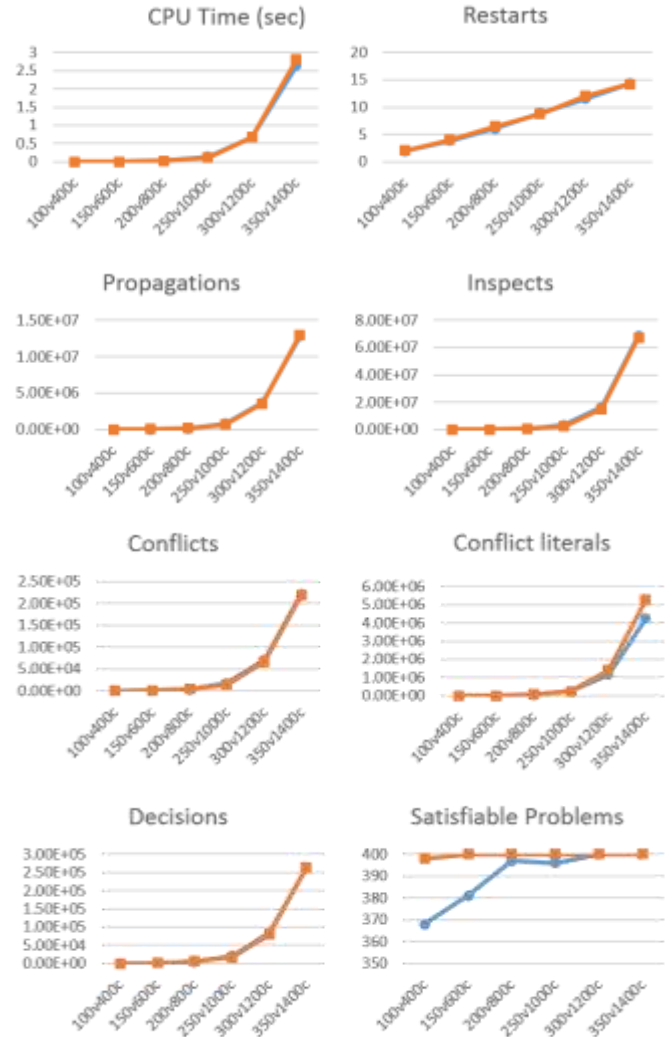 CPU Time (sec)
3
2.5
2
1.5
1
0.5
0
100v400c
150v600c
200v800c
250v1000c
300v1200c
350v1400c
Restarts
20
15
10
5
0
100v400c
150v600c
200v800c
250v1000c
300v1200c
350v1400c
Propagations
1.50E+07
1.00E+07
5.00E+06
0.00E+00
100v400c
150v600c
200v800c
250v1000c
300v1200c
350v1400c
Inspects
8.00E+07
6.00E+07
4.00E+07
2.00E+07
0.00E+00
100v400c
150v600c
200v800c
250v1000c
300v1200c
350v1400c
Conflicts
2.50E+05
2.00E+05
1.50E+05
1.00E+05
5.00E+04
0.00E+00
100v400c
150v600c
200v800c
250v1000c
300v1200c
350v1400c
Conflict literals
6.00E+06
5.00E+06
4.00E+06
3.00E+06
2.00E+06
1.00E+06
0.00E+00
100v400c
150v600c
200v800c
250v1000c
300v1200c
350v1400c
Decisions
3.00E+05
2.50E+05
2.00E+05
1.50E+05
1.00E+05
5.00E+04
0.00E+00
100v400c
150v600c
200v800c
250v1000c
300v1200c
350v1400c
Satisfiable Problems
400
390
380
370
360
350
100v400c
150v600c
200v800c
250v1000c
300v1200c
350v1400c